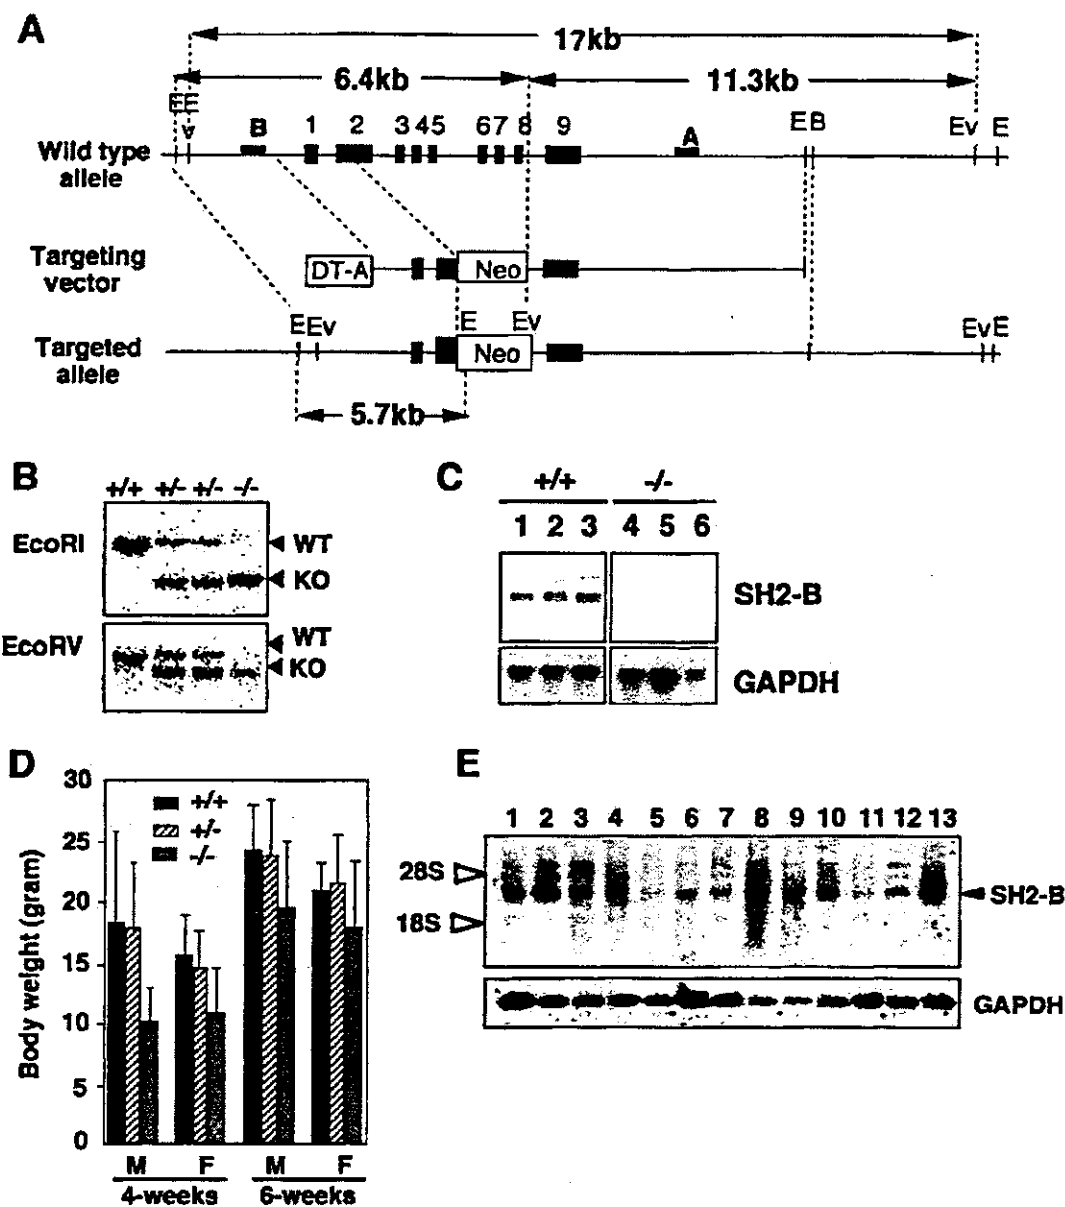 A
17kb
6.4kb 11.3kb
E E
v
B 1 2 3 4 5 6 7 8 9 A E B Ev E
Wild type
allele
Targeting
vector
DT-A Neo
E Ev E Ev Ev E
Targeted
allele
Neo
5.7kb
B
+/+ +/- +/- -/-
EcoRI
WT
KO
EcoRV
WT
KO
C
+/+ -/-
1 2 3 4 5 6
SH2-B
GAPDH
D
30
25
20
15
10
5
0
Body weight (gram)
+/+
+/-
-/-
M F M F
4-weeks 6-weeks
E
1 2 3 4 5 6 7 8 9 10 11 12 13
28S
18S
SH2-B
GAPDH